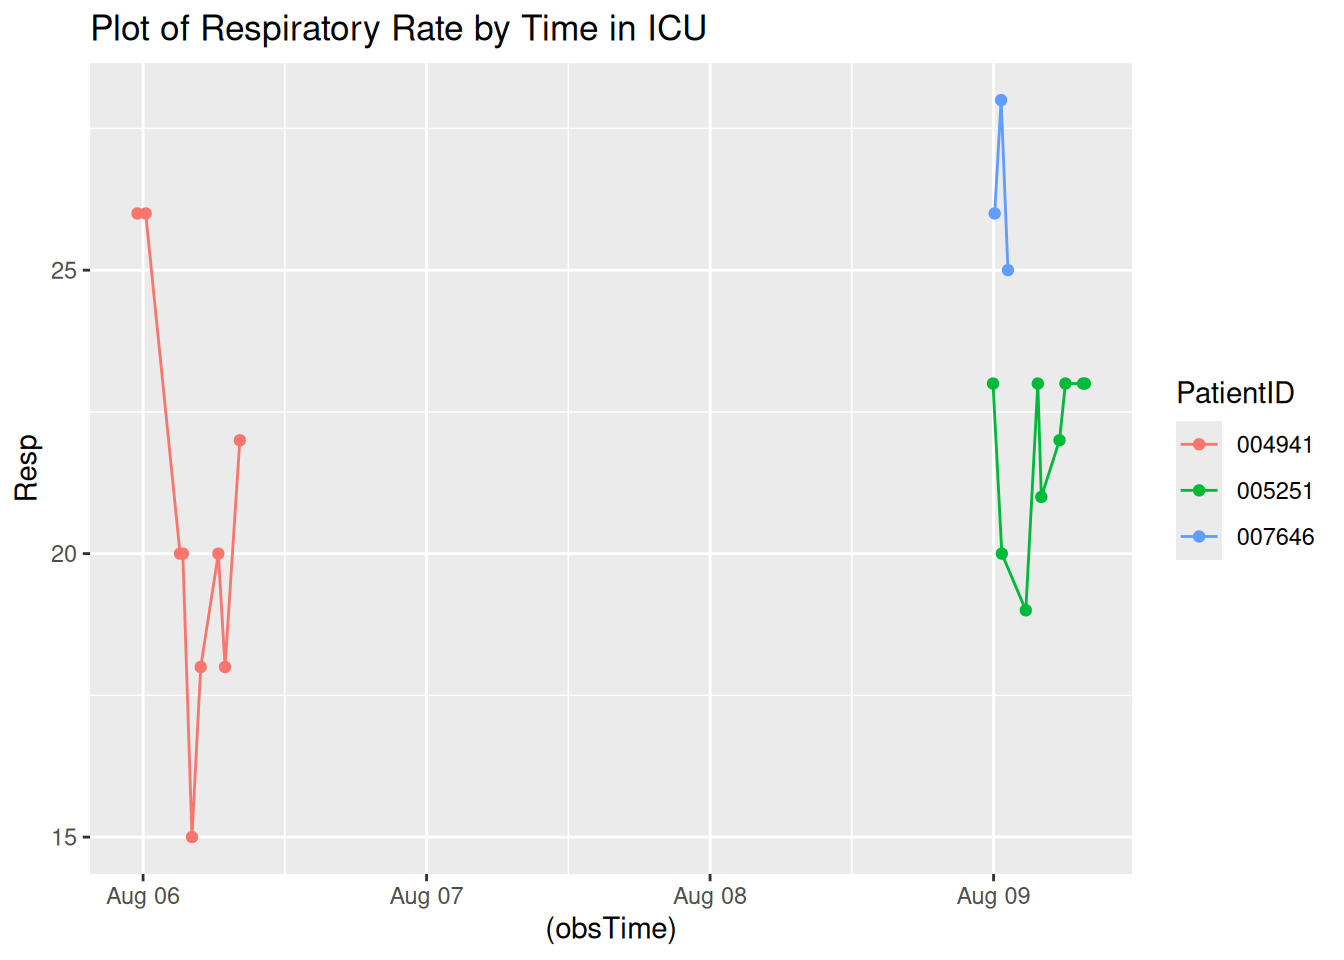 Plot of Respiratory Rate by Time in ICU
Resp
25
20
15
Aug 06
Aug 07
Aug 08
Aug 09
(obsTime)
PatientID
004941
005251
007646